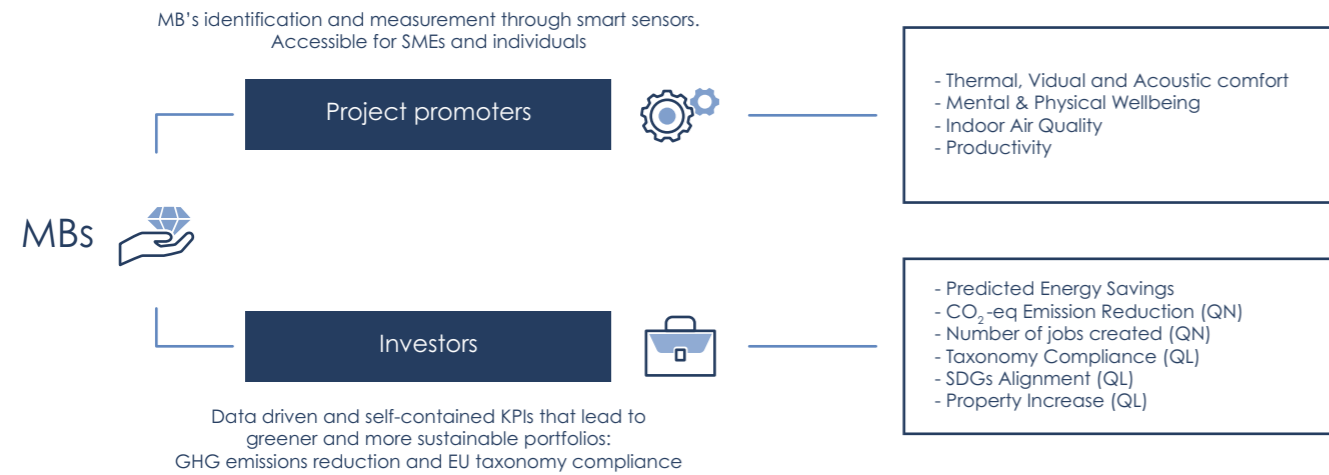 MB's identification and measurement through smart sensors.
Accessible for SMEs and individuals
Project promoters
- Thermal, Vidual and Acoustic comfort
- Mental & Physical Wellbeing
- Indoor Air Quality
- Productivity
MBs
Investors
- Predicted Energy Savings
- CO₂-eq Emission Reduction (QN)
- Number of jobs created (QN)
- Taxonomy Compliance (QL)
- SDGs Alignment (QL)
- Property Increase (QL)
Data driven and self-contained KPIs that lead to
greener and more sustainable portfolios:
GHG emissions reduction and EU taxonomy compliance